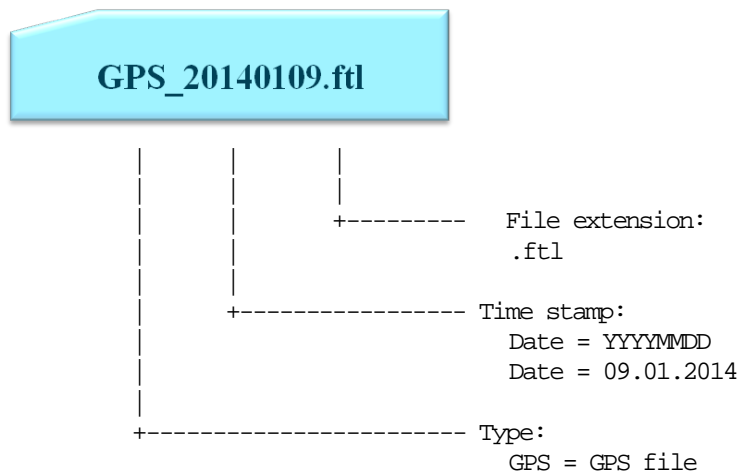 GPS_20140109.ftl
File extension:
.ftl
Time stamp:
Date = YYYYMMDD
Date = 09.01.2014
Type:
GPS = GPS file